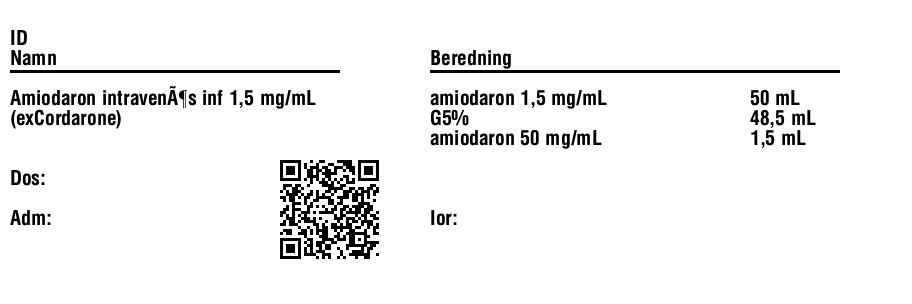 ID
Namn
Beredning
Amiodaron intravenÃ¶s inf 1,5 mg/mL
(exCordarone)
amiodaron 1,5 mg/mL 50 mL
G5% 48,5 mL
amiodaron 50 mg/mL 1,5 mL
Dos:
Adm:
Ior: